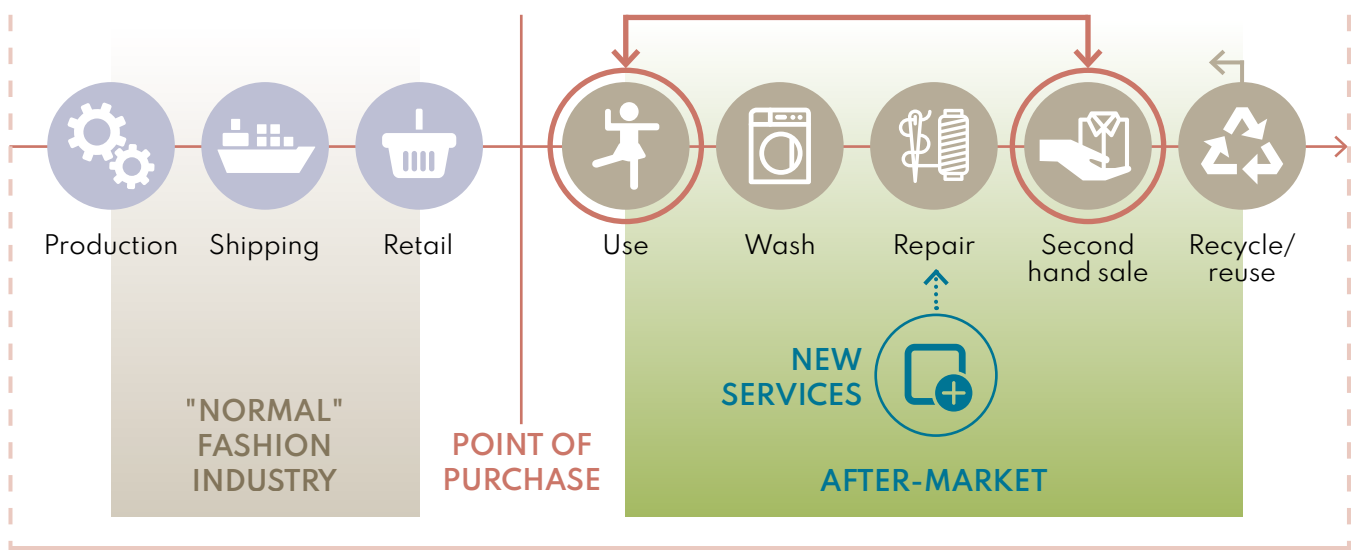 Production
Shipping
Retail
Use
Wash
Repair
Second
hand sale
Recycle/
reuse
"NORMAL"
FASHION
INDUSTRY
POINT OF
PURCHASE
NEW
SERVICES
AFTER-MARKET